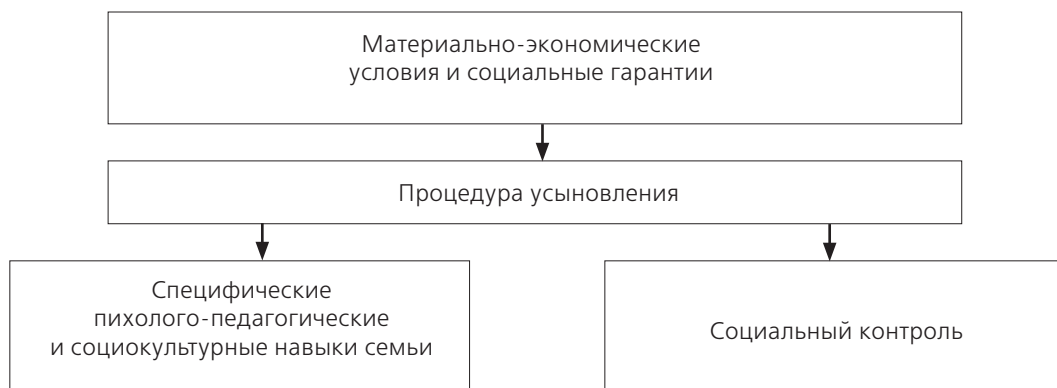 Материально-экономические
условия и социальные гарантии
Процедура усыновления
Специфические
пихолого-педагогические
и социокультурные навыки семьи
Социальный контроль